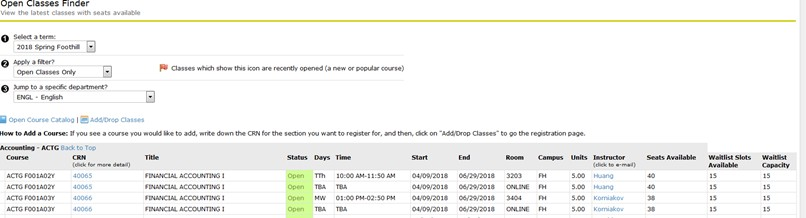 Open Classes Finder
View the latest classes with seats available
1 Select a term:
2018 Spring Foothill
2 Apply a filter?
Open Classes Only
Classes which show this icon are recently opened (a new or popular course)
3 Jump to a specific department?
ENGL - English
Open Course Catalog | Add/Drop Classes
How to Add a Course: If you see a course you would like to add, write down the CRN for the section you want to register for, and then, click on "Add/Drop Classes" to go the registration page.
Accounting - ACTG Back to Top
Course CRN (click for more detail) Title Status Days Time Start End Room Campus Units Instructor (click to e-mail) Seats Available Waitlist Slots Available Waitlist Capacity
ACTG F001A02Y 40065 FINANCIAL ACCOUNTING I Open TTh 10:00 AM-11:50 AM 04/09/2018 06/29/2018 3203 FH 5.00 Huang 40 15 15
ACTG F001A02Y 40065 FINANCIAL ACCOUNTING I Open TBA TBA 04/09/2018 06/29/2018 ONLINE FH 5.00 Huang 40 15 15
ACTG F001A03Y 40066 FINANCIAL ACCOUNTING I Open MW 01:00 PM-02:50 PM 04/09/2018 06/29/2018 3404 FH 5.00 Korniakov 38 15 15
ACTG F001A03Y 40066 FINANCIAL ACCOUNTING I Open TBA TBA 04/09/2018 06/29/2018 ONLINE FH 5.00 Korniakov 38 15 15